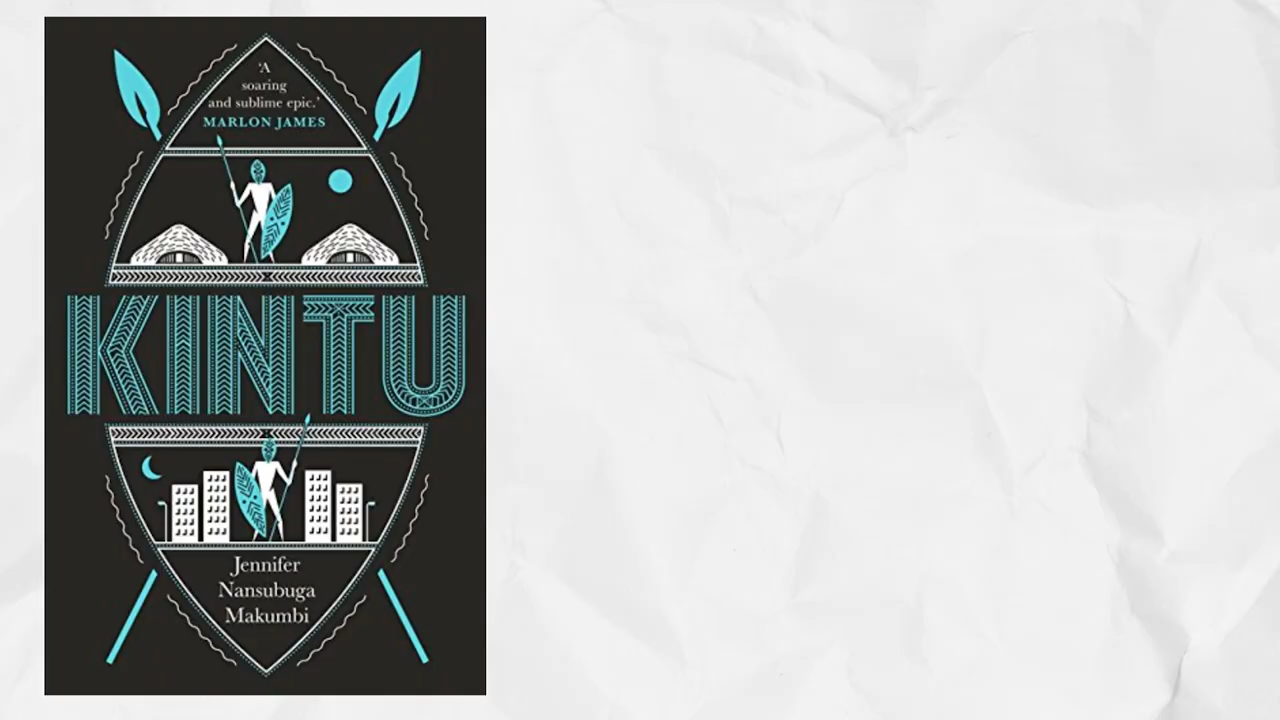 'A
soaring
and sublime epic.'
MARLON JAMES
KINTU
Jennifer
Nansubuga
Makumbi